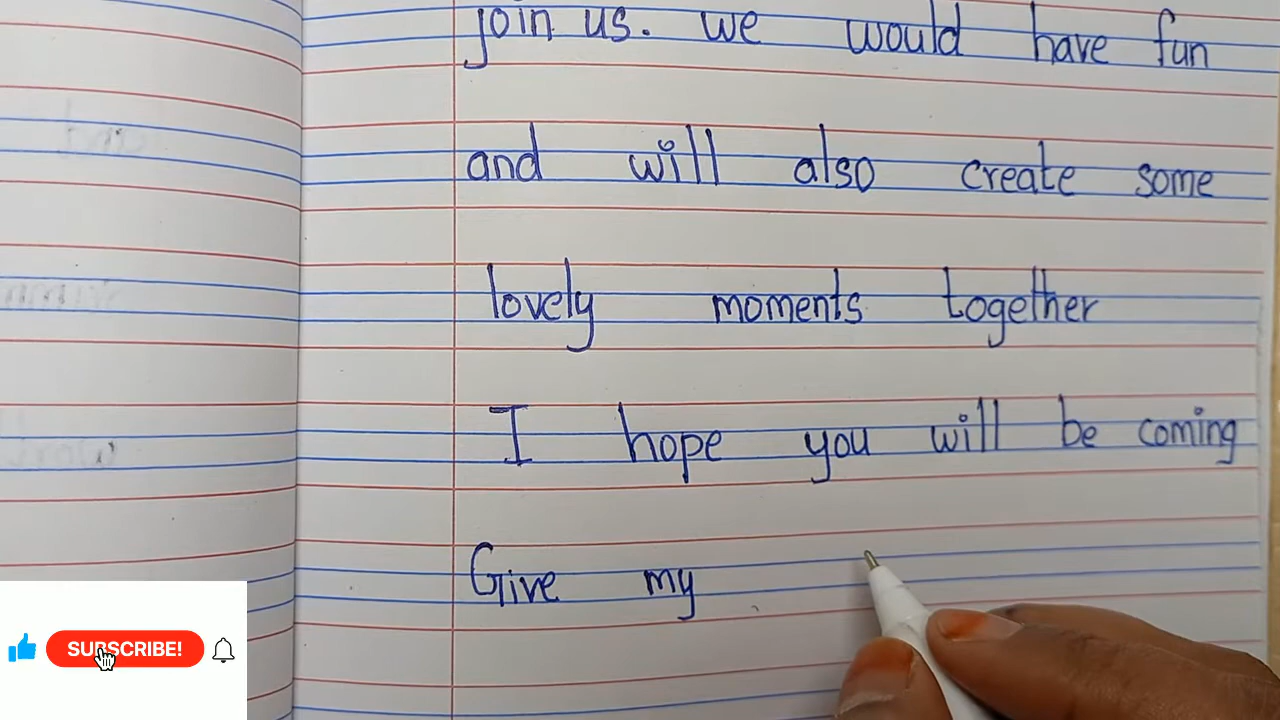 join us. we would have fun
and will also create some
lovely moments together
I hope you will be coming
Give my
SUBSCRIBE!